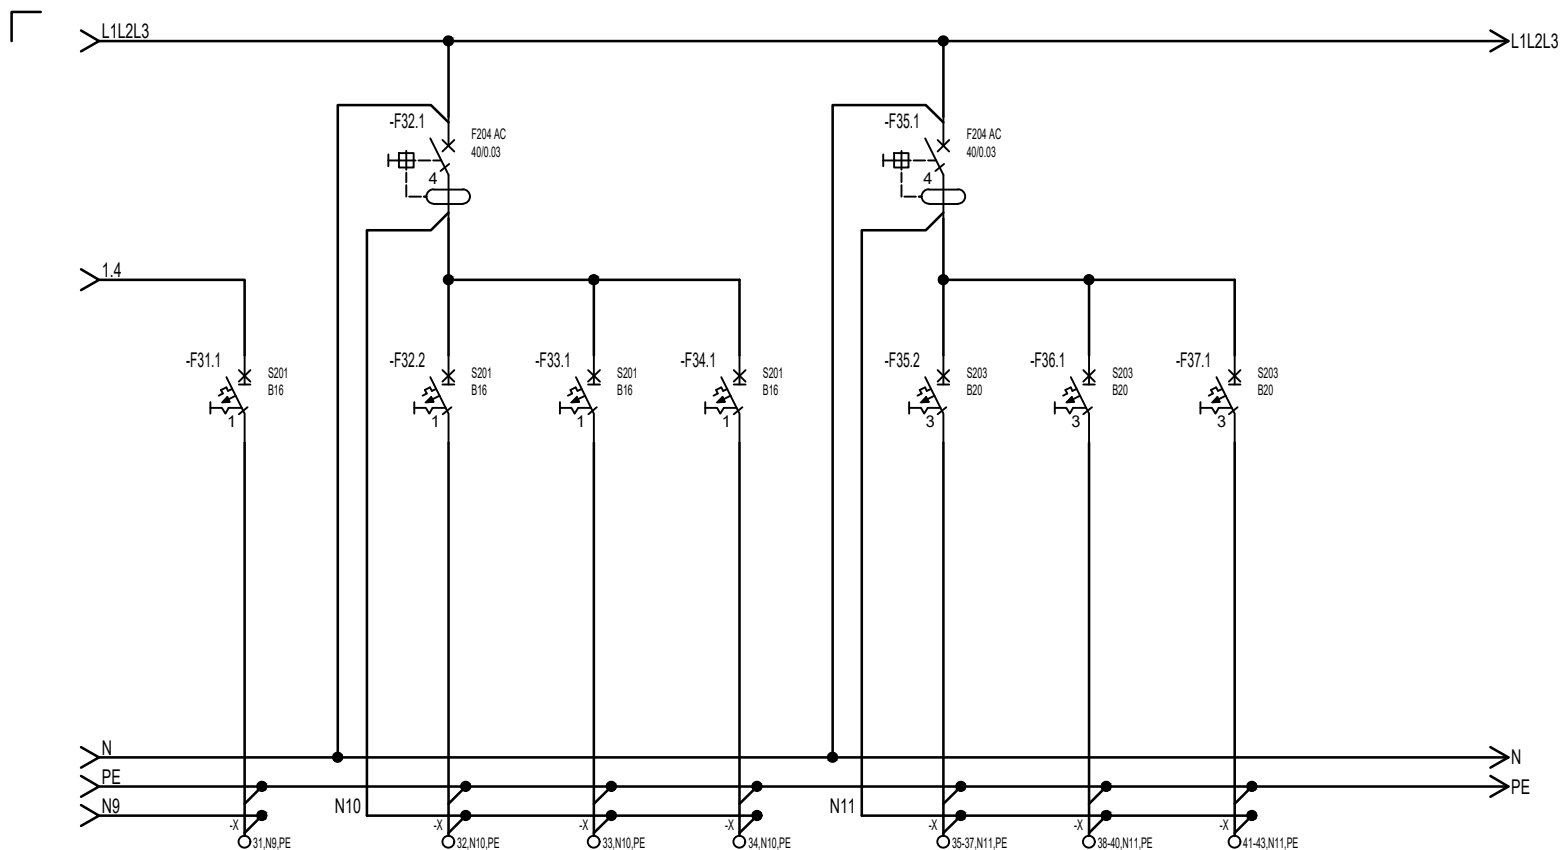 L1L2L3
L1L2L3
-F32.1
F204 AC
40/0.03
4
-F35.1
F204 AC
40/0.03
4
1.4
-F31.1
S201
B16
1
-F32.2
S201
B16
1
-F33.1
S201
B16
1
-F34.1
S201
B16
1
-F35.2
S203
B20
3
-F36.1
S203
B20
3
-F37.1
S203
B20
3
N
N
PE
PE
N9
N10
N11
-X
31,N9,PE
-X
32,N10,PE
-X
33,N10,PE
-X
34,N10,PE
-X
35-37,N11,PE
-X
38-40,N11,PE
-X
41-43,N11,PE